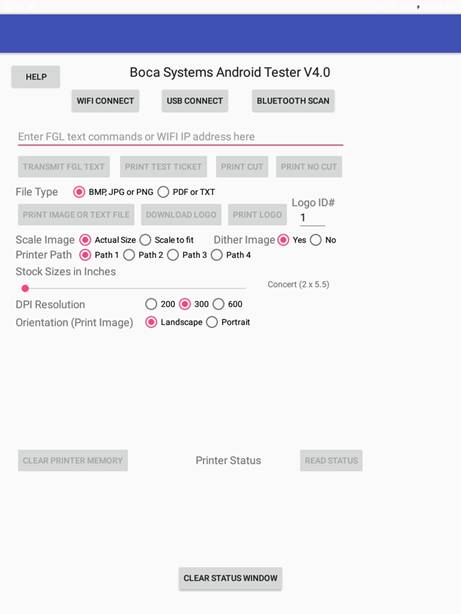 HELP
Boca Systems Android Tester V4.0
WIFI CONNECT USB CONNECT BLUETOOTH SCAN
Enter FGL text commands or WIFI IP address here
TRANSMIT FGL TEXT PRINT TEST TICKET PRINT CUT PRINT NO CUT
File Type BMP, JPG or PNG PDF or TXT
Logo ID#
PRINT IMAGE OR TEXT FILE DOWNLOAD LOGO PRINT LOGO 1
Scale Image Actual Size Scale to fit Dither Image Yes No
Printer Path Path 1 Path 2 Path 3 Path 4
Stock Sizes in Inches
Concert (2 x 5.5)
DPI Resolution 200 300 600
Orientation (Print Image) Landscape Portrait
CLEAR PRINTER MEMORY Printer Status READ STATUS
CLEAR STATUS WINDOW